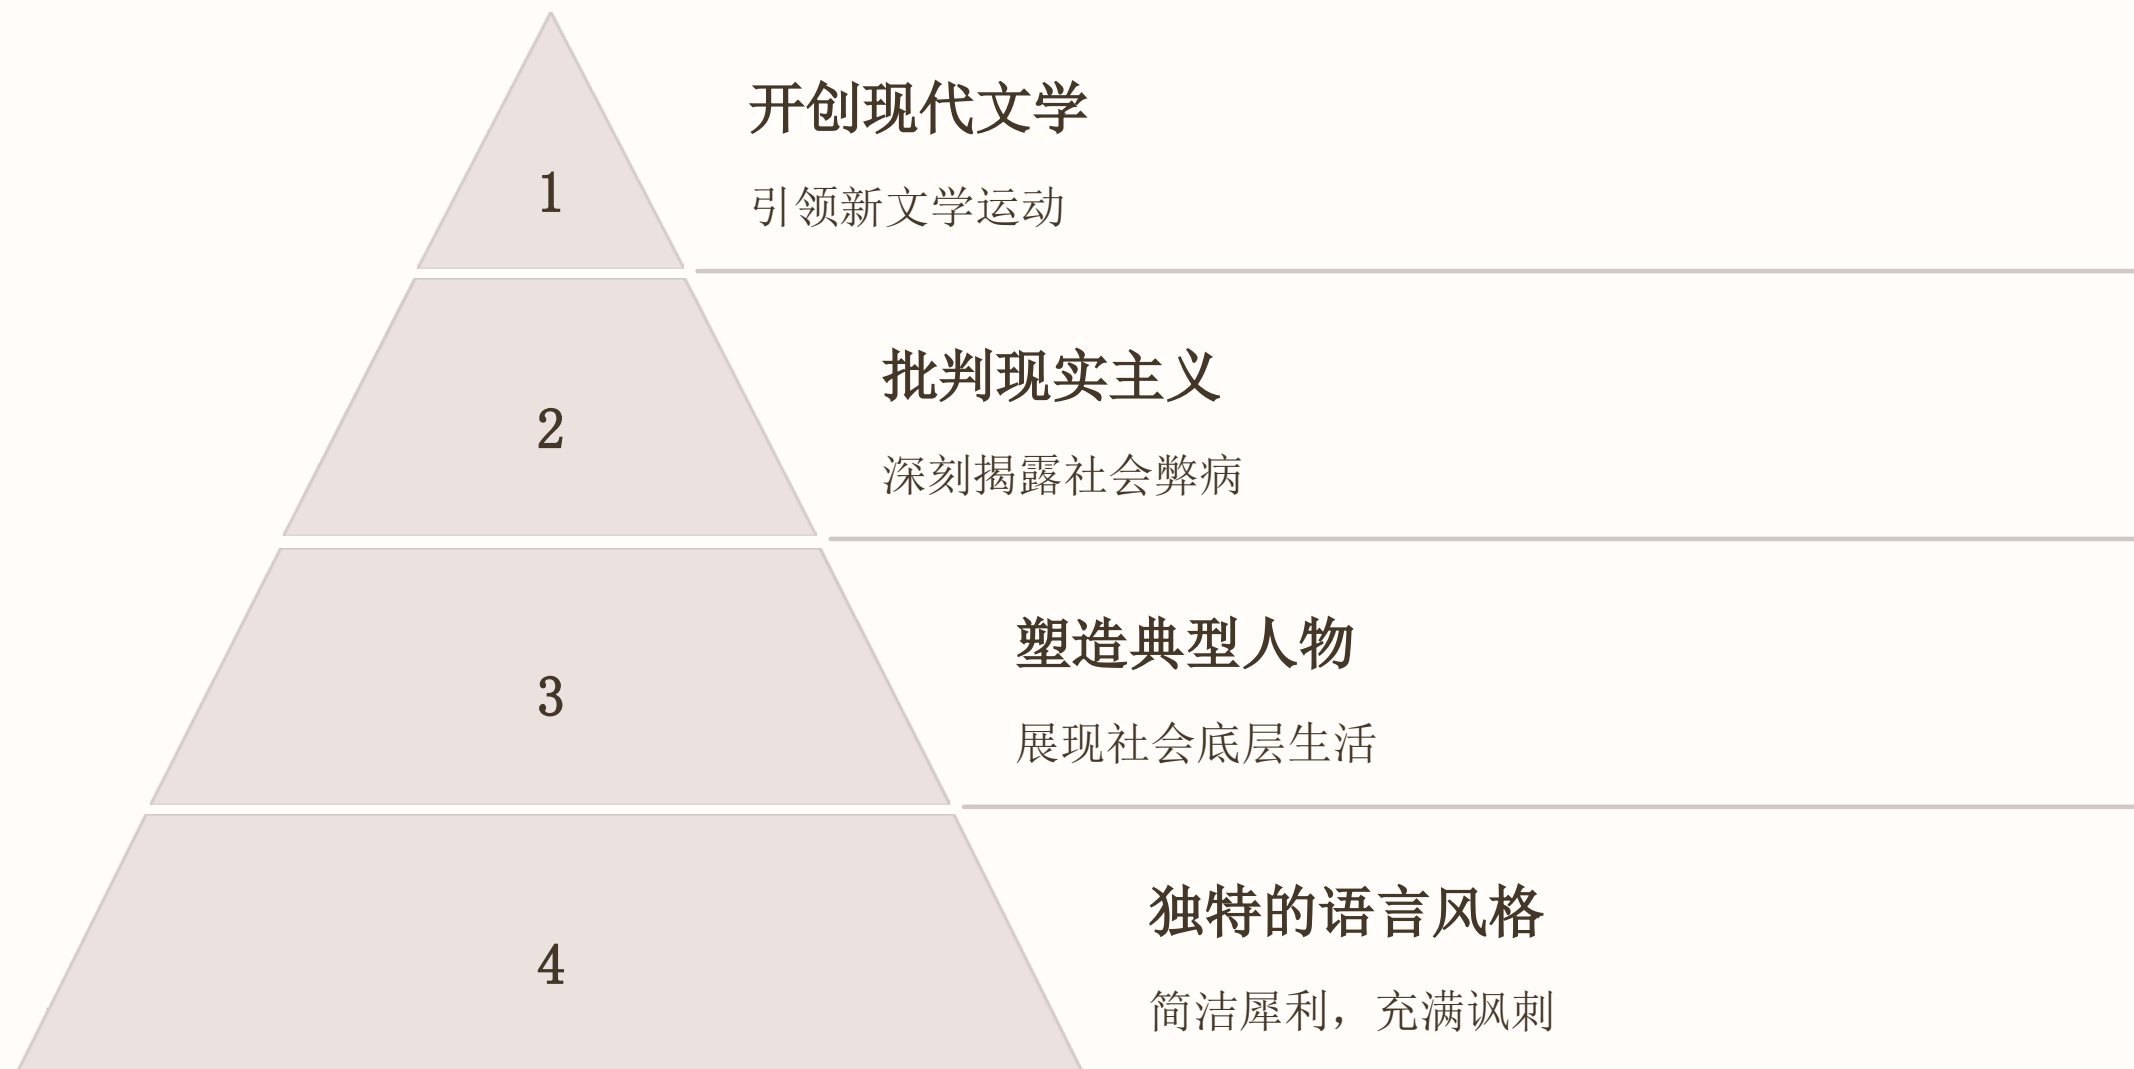 1
开创现代文学
引领新文学运动
2
批判现实主义
深刻揭露社会弊病
3
塑造典型人物
展现社会底层生活
4
独特的语言风格
简洁犀利，充满讽刺